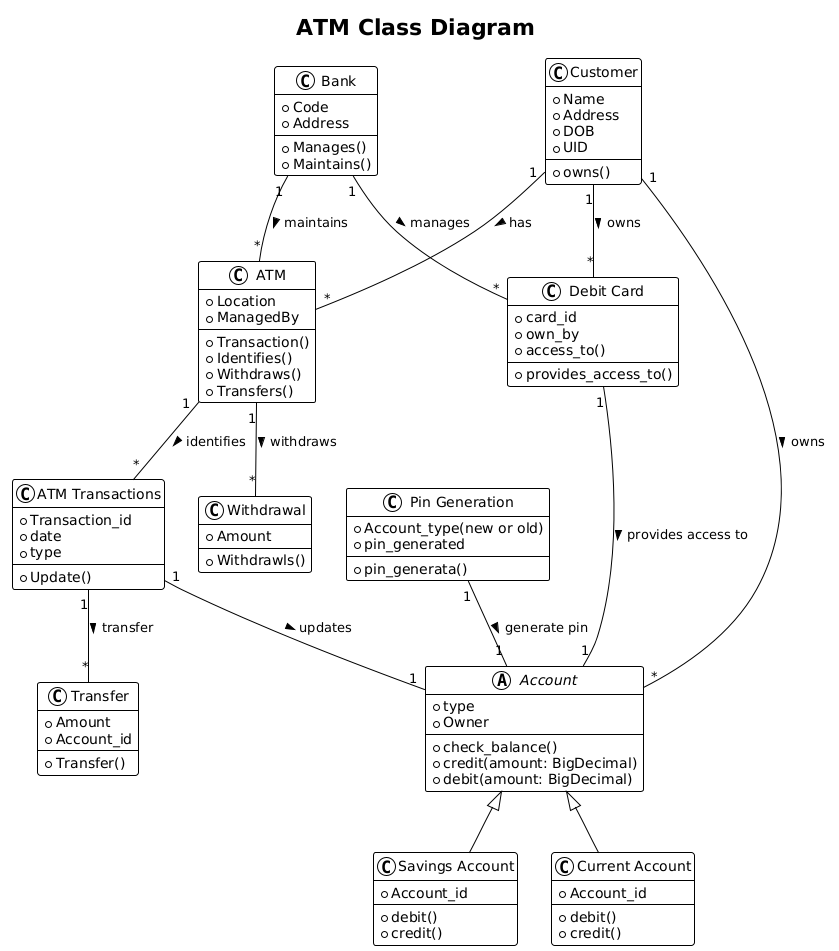 ATM Class Diagram
C Bank
Code
Address
Manages()
Maintains()
C Customer
Name
Address
DOB
UID
owns()
1
1
1
1
1
maintains
manages
has
owns
*
*
*
*
C ATM
Location
ManagedBy
Transaction()
Identifies()
Withdraws()
Transfers()
C Debit Card
card_id
own_by
access_to()
provides_access_to()
1
1
1
identifies
withdraws
owns
*
*
C ATM Transactions
Transaction_id
date
type
Update()
C Withdrawal
Amount
Withdrawls()
C Pin Generation
Account_type(new or old)
pin_generated
pin_generata()
provides access to
1
1
1
transfer
updates
generate pin
*
1
1
1
*
C Transfer
Amount
Account_id
Transfer()
A Account
type
Owner
check_balance()
credit(amount: BigDecimal)
debit(amount: BigDecimal)
C Savings Account
Account_id
debit()
credit()
C Current Account
Account_id
debit()
credit()